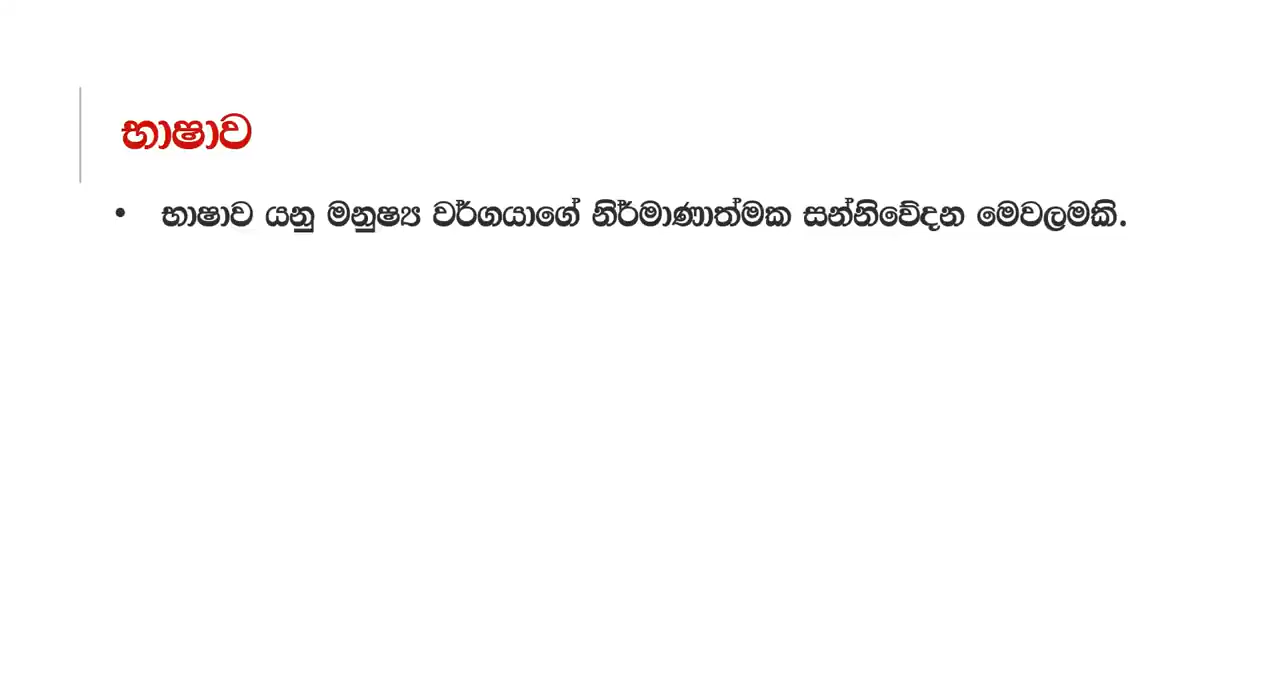 භාෂාව
• භාෂාව යනු මනුෂ්‍ය වර්ගයාගේ නිර්මාණාත්මක සන්නිවේදන මෙවලමකි.